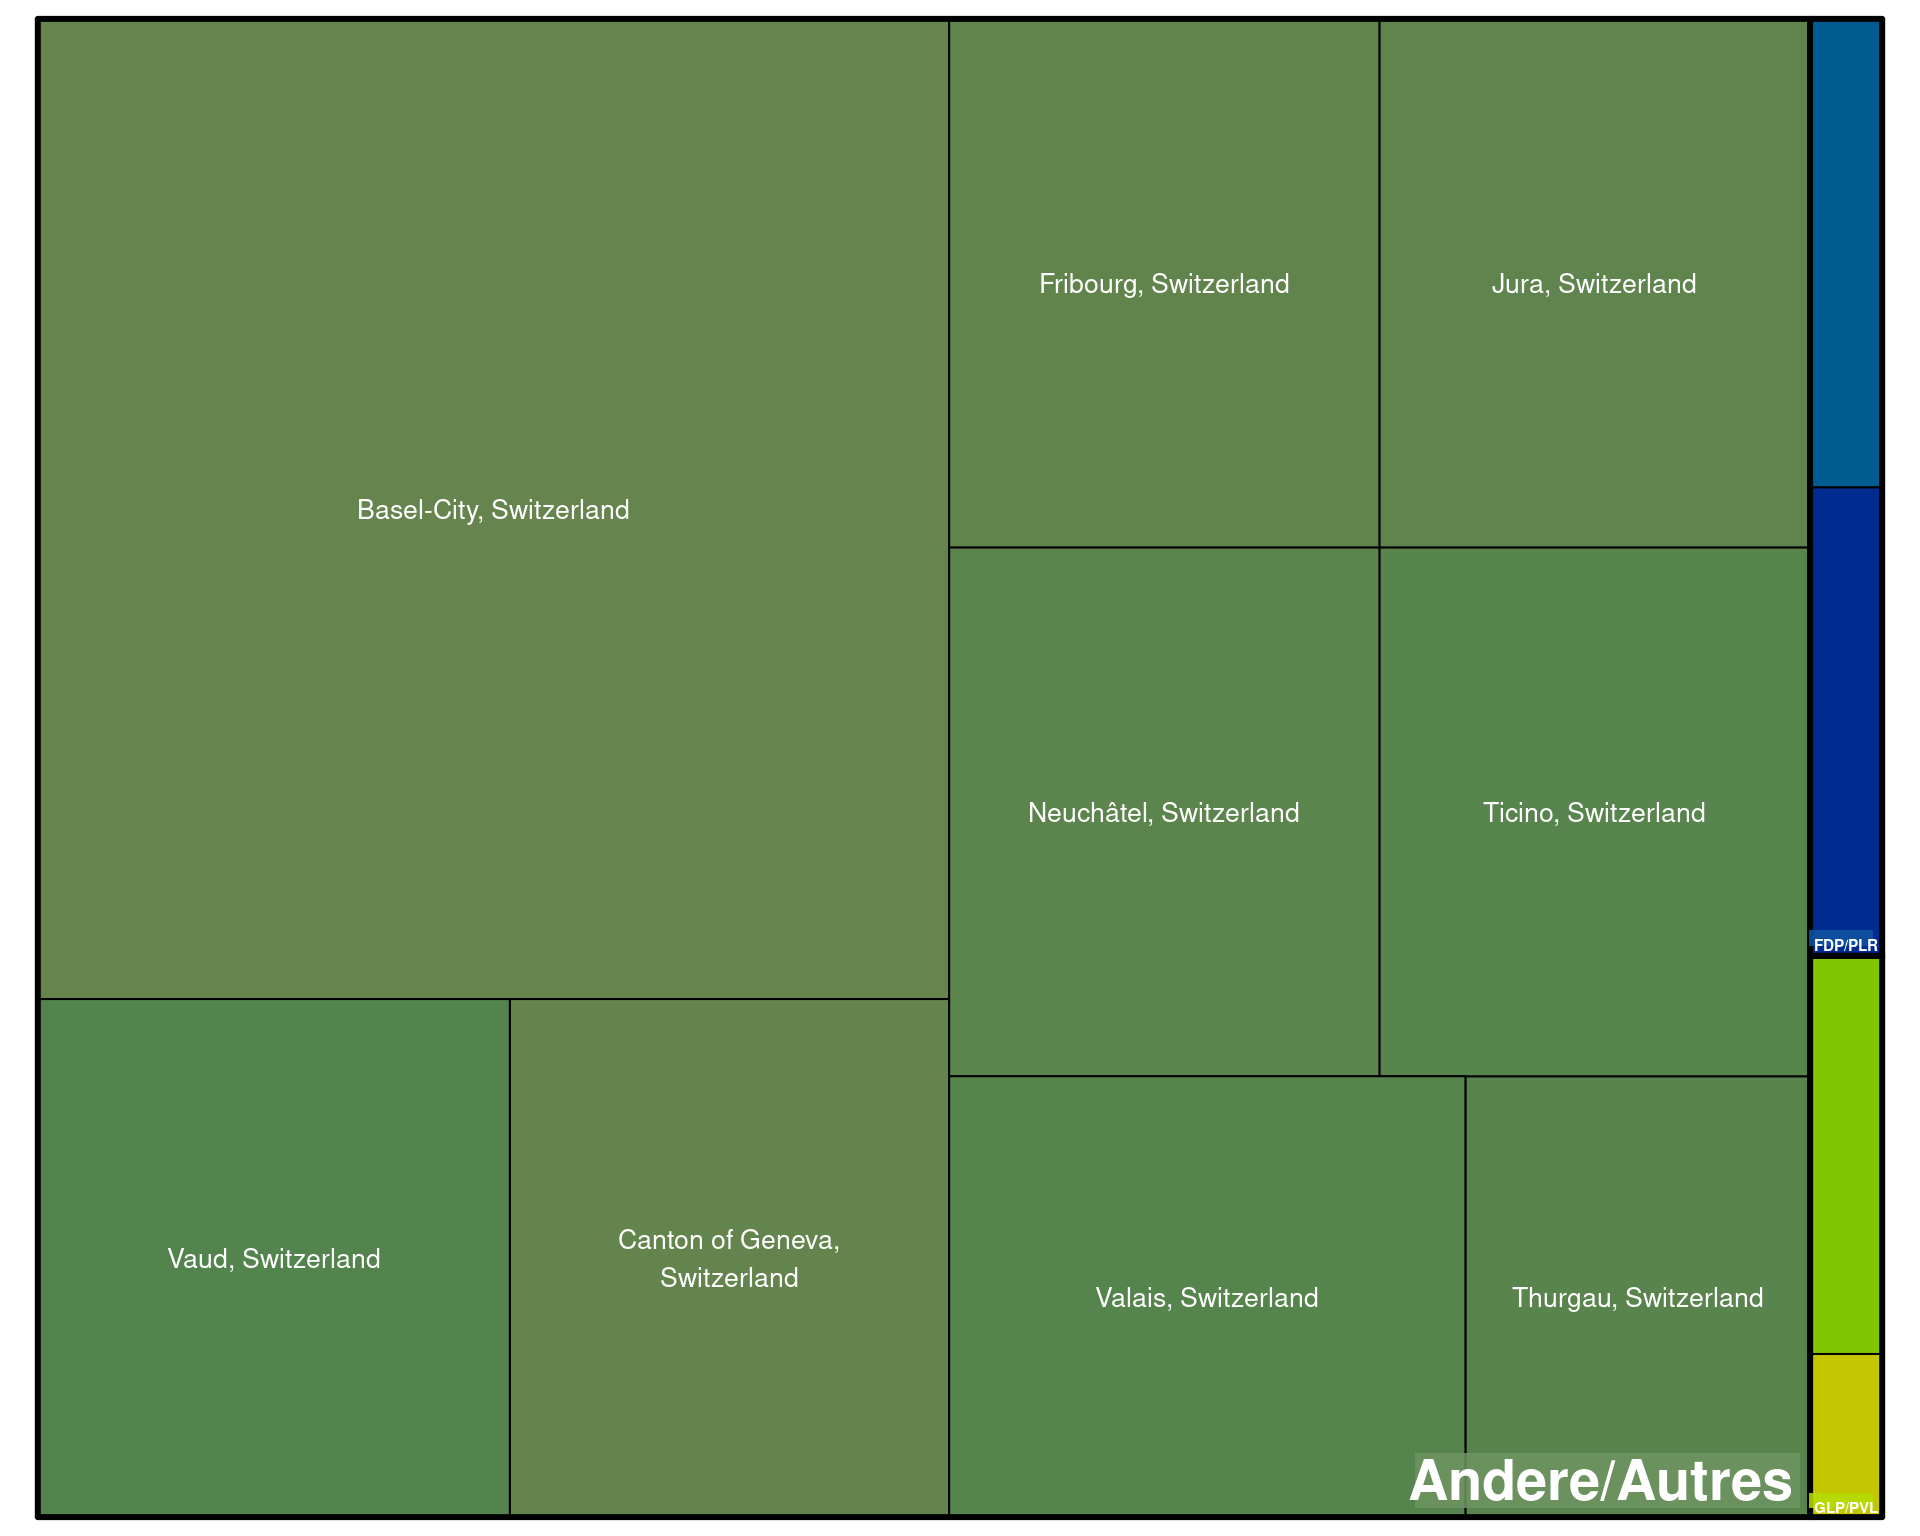 Basel-City, Switzerland
Fribourg, Switzerland
Jura, Switzerland
Neuchâtel, Switzerland
Ticino, Switzerland
FDP/PLR
Vaud, Switzerland
Canton of Geneva,
Switzerland
Valais, Switzerland
Thurgau, Switzerland
Andere/Autres
GLP/PVL